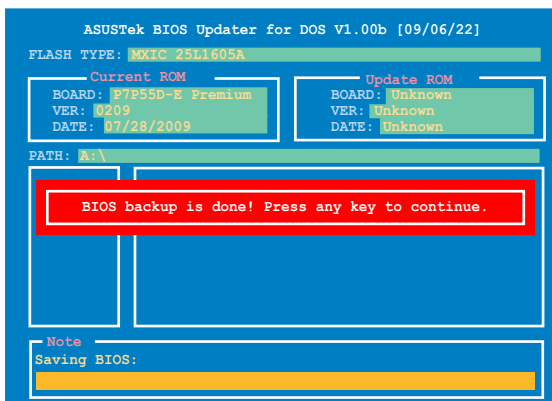 ASUSTek BIOS Updater for DOS V1.00b [09/06/22]
FLASH TYPE: MXIC 25L1605A
Current ROM
BOARD: P7P55D-E Premium
VER: 0209
DATE: 07/28/2009
Update ROM
BOARD: Unknown
VER: Unknown
DATE: Unknown
PATH: A:\
BIOS backup is done! Press any key to continue.
Note
Saving BIOS: